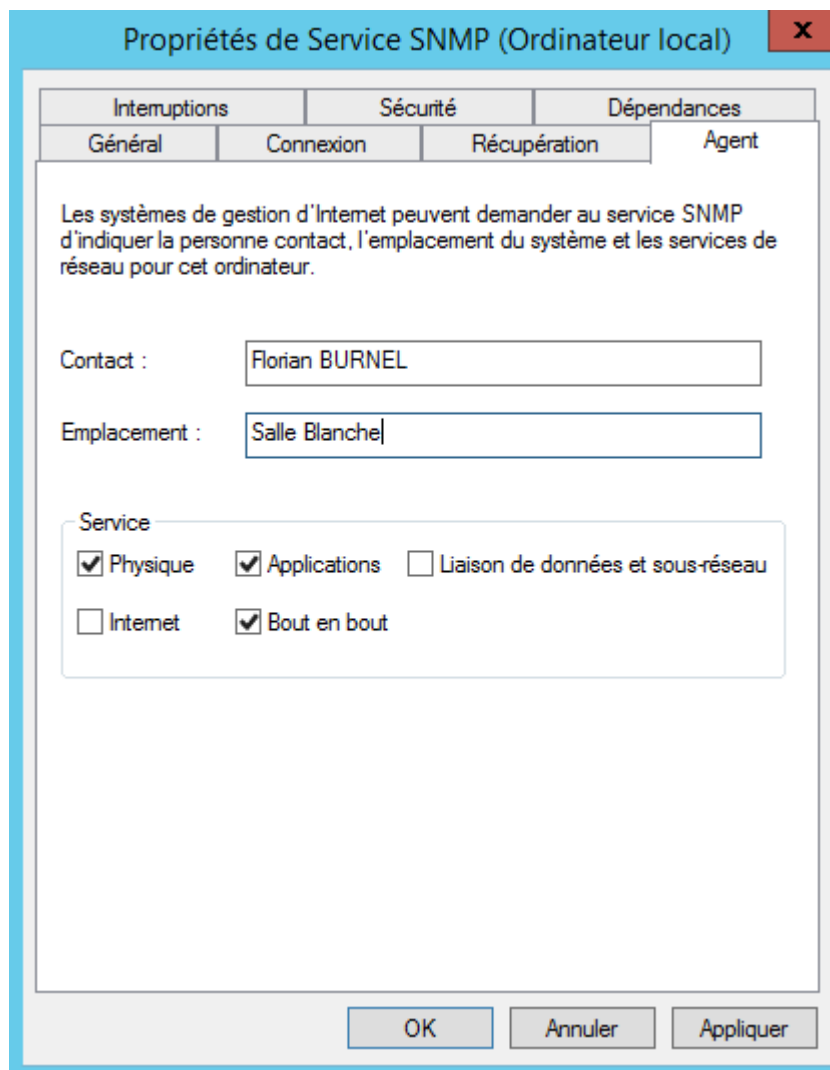 Propriétés de Service SNMP (Ordinateur local)
x
Interruptions Sécurité Dépendances
Général Connexion Récupération Agent
Les systèmes de gestion d'Internet peuvent demander au service SNMP
d'indiquer la personne contact, l'emplacement du système et les services de
réseau pour cet ordinateur.
Contact : Florian BURNEL
Emplacement : Salle Blanche
Service
Physique Applications Liaison de données et sous-réseau
Internet Bout en bout
OK Annuler Appliquer